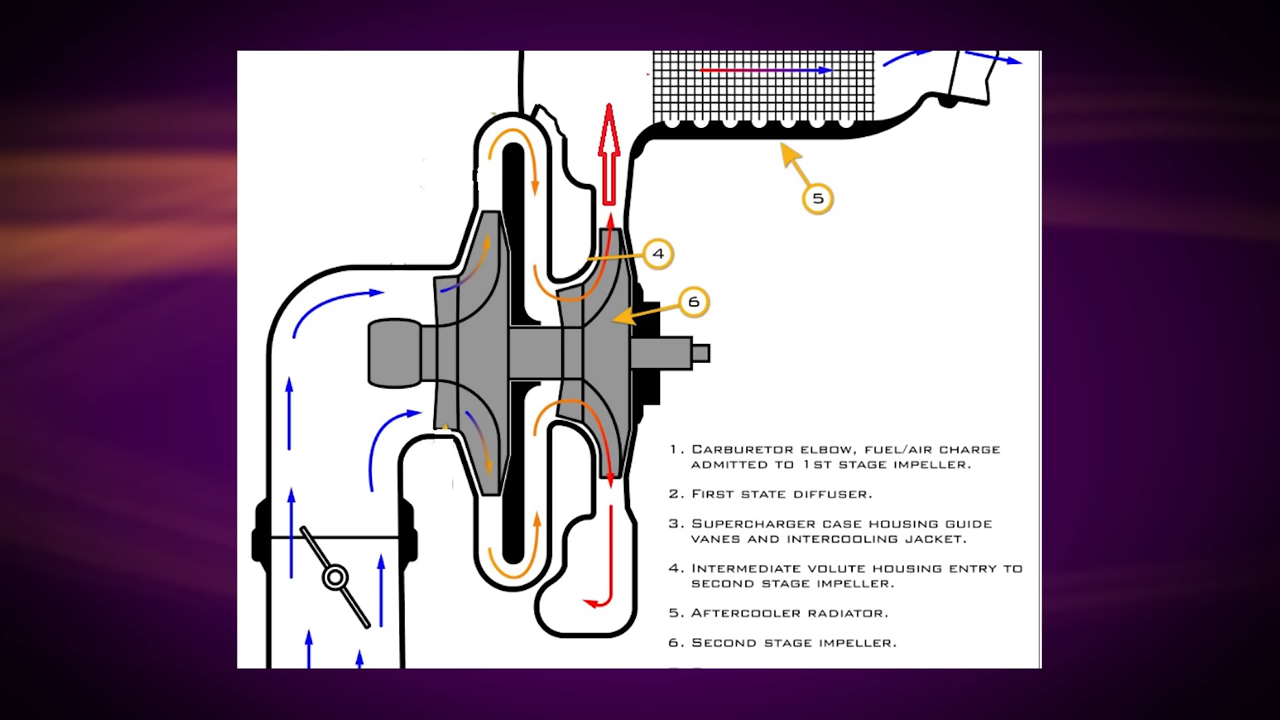 4
5
6
1. CARBURETOR ELBOW, FUEL/AIR CHARGE
ADMITTED TO 1ST STAGE IMPELLER.
2. FIRST STATE DIFFUSER.
3. SUPERCHARGER CASE HOUSING GUIDE
VANES AND INTERCOOLING JACKET.
4. INTERMEDIATE VOLUTE HOUSING ENTRY TO
SECOND STAGE IMPELLER.
5. AFTERCOOLER RADIATOR.
6. SECOND STAGE IMPELLER.